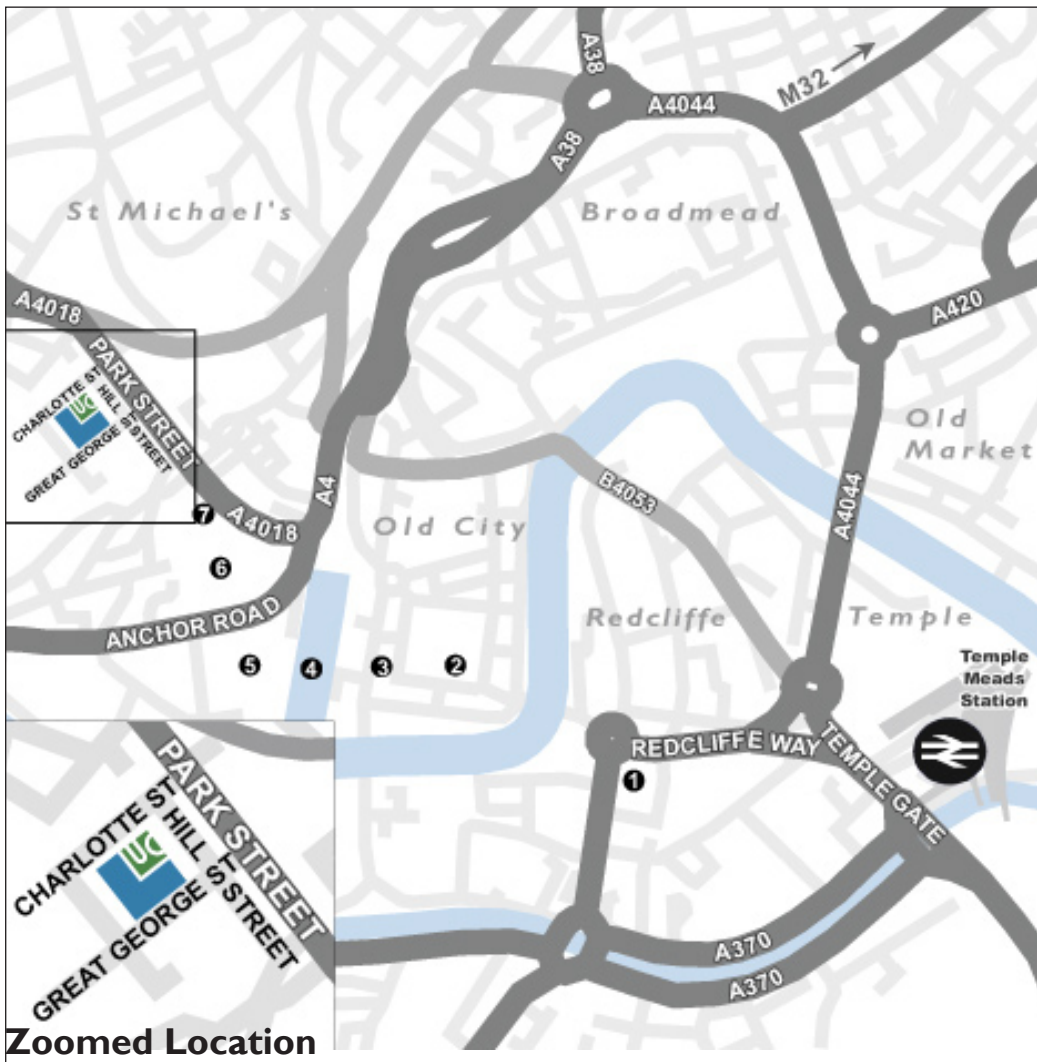 A38
A4044
M32
A38
St Michael's
Broadmead
A4018
A420
PARK STREET
CHARLOTTE ST
HILL ST
UC
GREAT GEORGE ST
STREET
Old
Market
A4
B4053
A4044
7
A4018
Old City
6
Redcliffe
Temple
ANCHOR ROAD
5
4
3
2
Temple
Meads
Station
REDCLIFFE WAY
TEMPLE GATE
1
PARK STREET
CHARLOTTE ST
HILL ST
UC
GREAT GEORGE ST
STREET
A370
A370
Zoomed Location